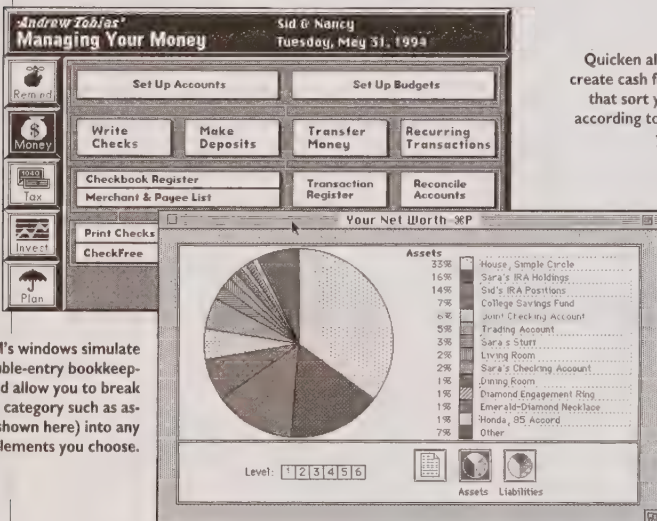 Andrew Tobias'
Managing Your Money
Sid & Nancy
Tuesday, May 31, 1994
Quicken al
create cash f
that sort y
according to
Remind
Money
1040
Tax
Invest
Plan
Set Up Accounts
Set Up Budgets
Write Checks
Make Deposits
Transfer Money
Recurring Transactions
Checkbook Register
Merchant & Payee List
Transaction Register
Reconcile Accounts
Print Checks
CheckFree
Your Net Worth ⌘P
Assets
33% House, Simple Circle
16% Sara's IRA Holdings
14% Sid's IRA Positions
7% College Savings Fund
6% Joint Checking Account
5% Trading Account
3% Sara's Stuff
2% Living Room
2% Sara's Checking Account
1% Dining Room
1% Diamond Engagement Ring
1% Emerald-Diamond Necklace
1% Honda, 85 Accord
7% Other
Level: 1 2 3 4 5 6
Assets
Liabilities
M's windows simulate
ble-entry bookkeep-
d allow you to break
category such as as-
shown here) into any
lements you choose.